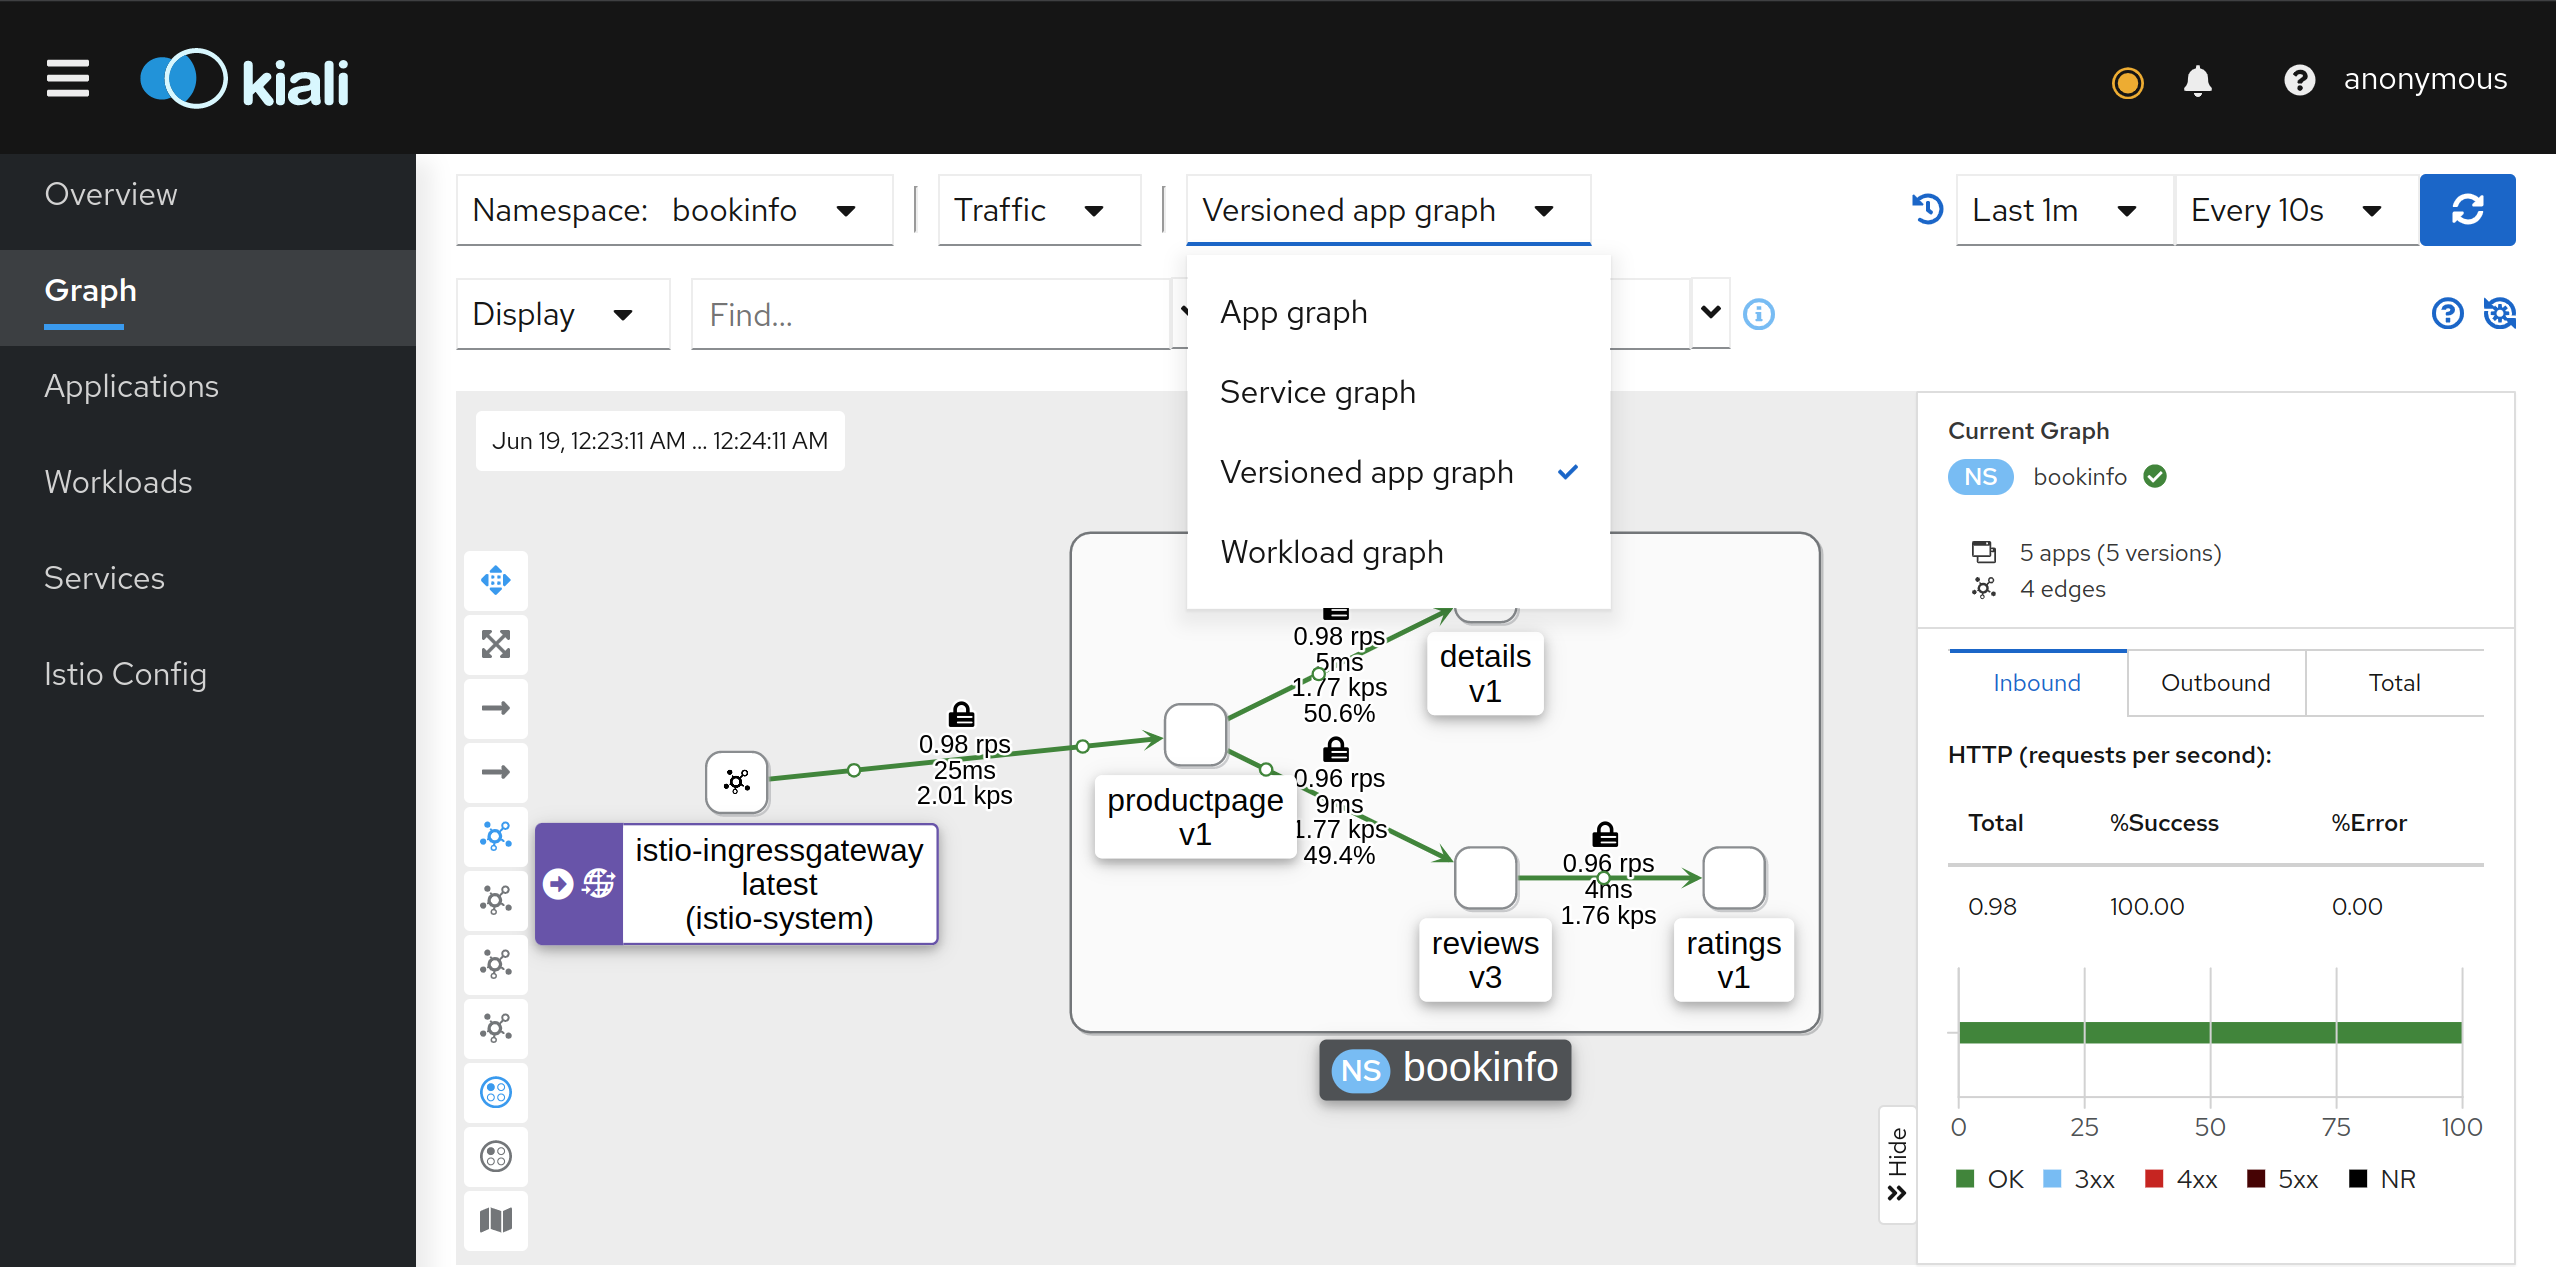 kiali
anonymous
Overview
Graph
Applications
Workloads
Services
Istio Config
Namespace: bookinfo
Traffic
Versioned app graph
Last 1m
Every 10s
Display
Find...
App graph
Service graph
Versioned app graph
Workload graph
Jun 19, 12:23:11 AM ... 12:24:11 AM
0.98 rps
5ms
1.77 kps
50.6%
details
v1
0.98 rps
25ms
2.01 kps
productpage
v1
0.96 rps
9ms
1.77 kps
49.4%
istio-ingressgateway
latest
(istio-system)
0.96 rps
4ms
1.76 kps
reviews
v3
ratings
v1
NS bookinfo
Hide
Current Graph
NS bookinfo
5 apps (5 versions)
4 edges
Inbound Outbound Total
HTTP (requests per second):
Total %Success %Error
0.98 100.00 0.00
0 25 50 75 100
OK 3xx 4xx 5xx NR